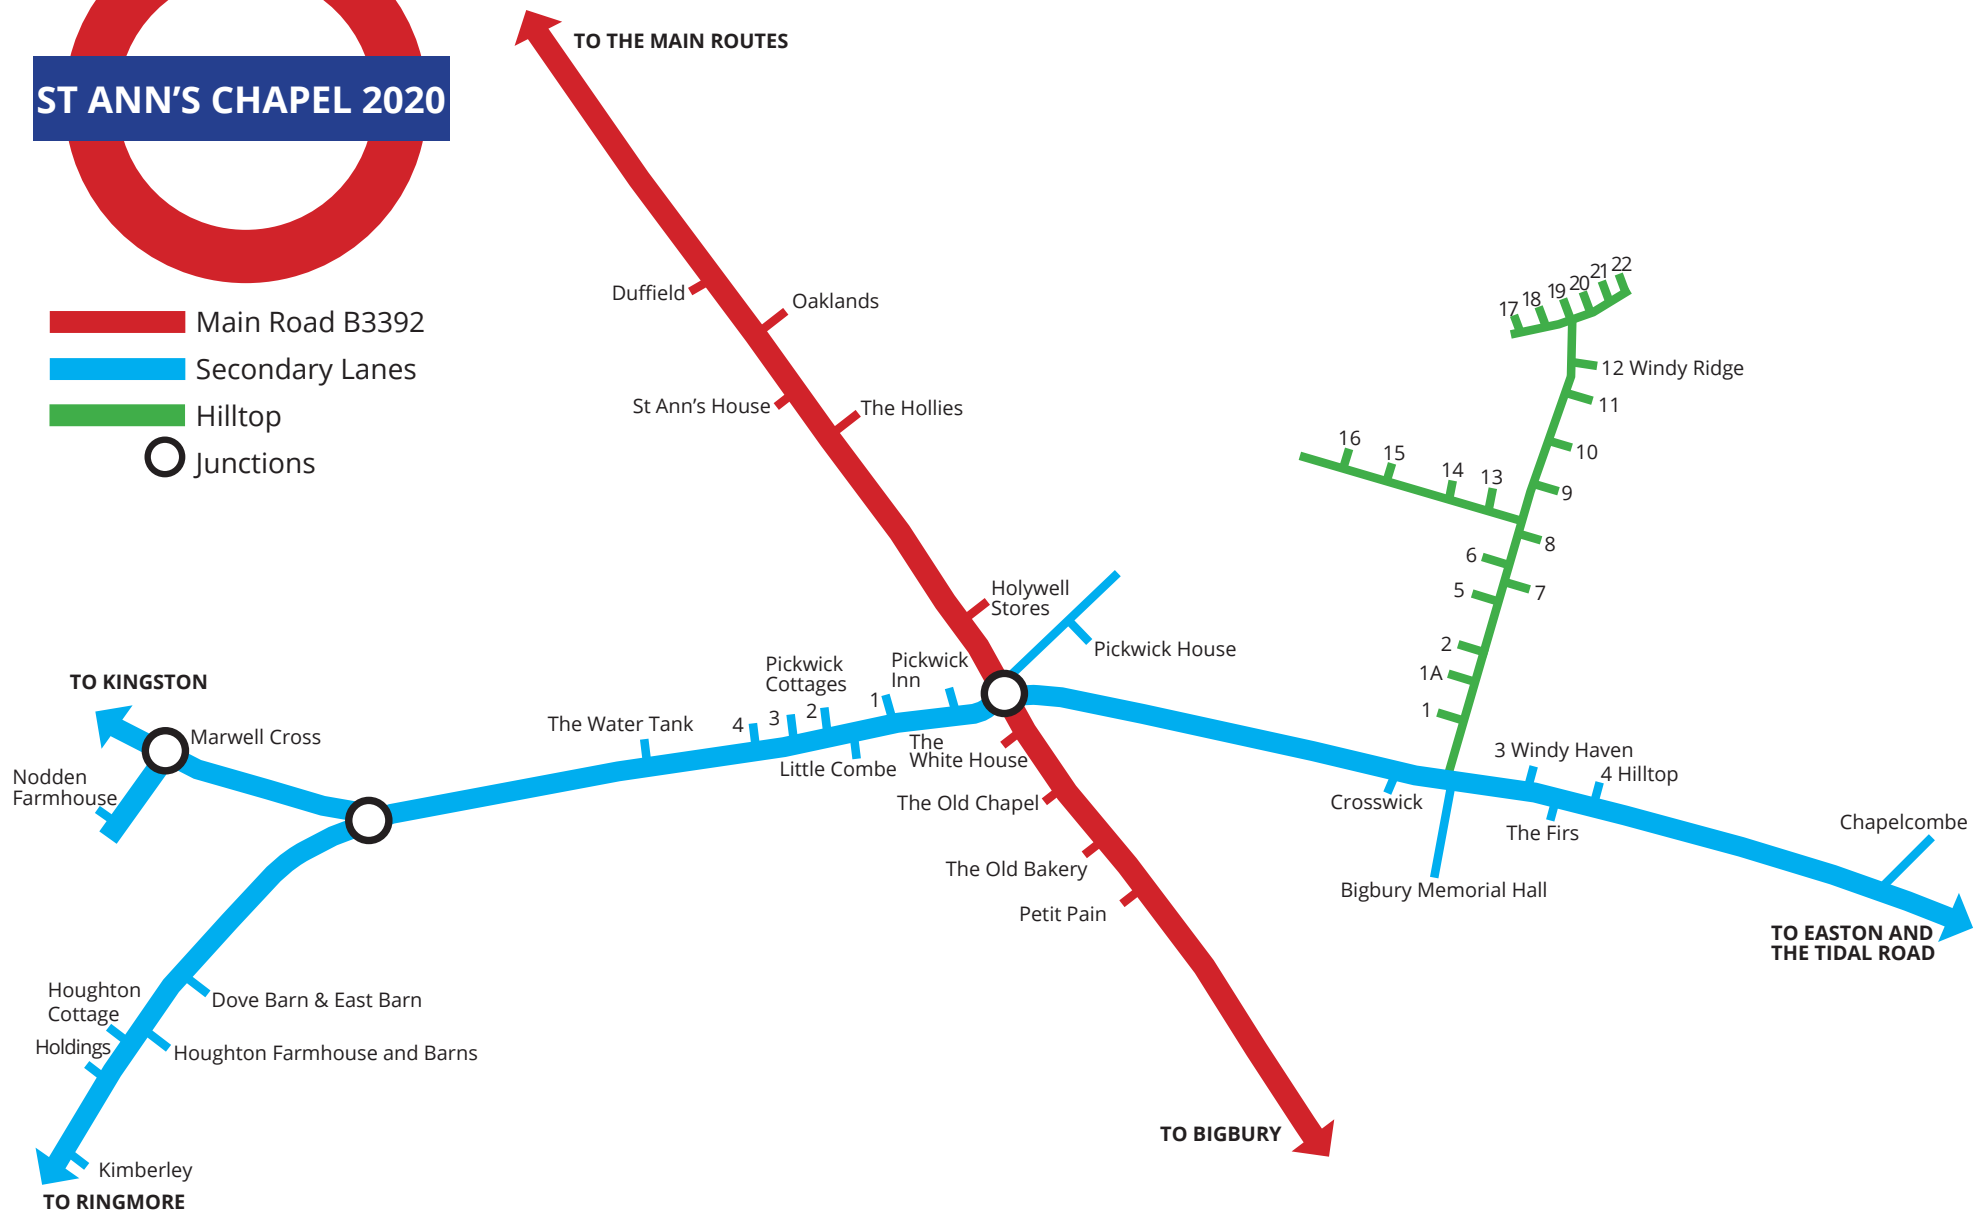 ST ANN'S CHAPEL 2020
Main Road B3392
Secondary Lanes
Hilltop
Junctions
TO THE MAIN ROUTES
Duffield
Oaklands
St Ann's House
The Hollies
Holywell
Stores
Pickwick House
Pickwick
Inn
Pickwick
Cottages
1
2
3
4
The Water Tank
Little Combe
The
White House
The Old Chapel
The Old Bakery
Petit Pain
TO BIGBURY
TO KINGSTON
Marwell Cross
Nodden
Farmhouse
Houghton
Cottage
Holdings
Dove Barn & East Barn
Houghton Farmhouse and Barns
Kimberley
TO RINGMORE
17
18
19
20
21
22
12 Windy Ridge
11
10
9
16
15
14
13
8
6
7
5
2
1A
1
3 Windy Haven
4 Hilltop
Crosswick
The Firs
Bigbury Memorial Hall
Chapelcombe
TO EASTON AND
THE TIDAL ROAD